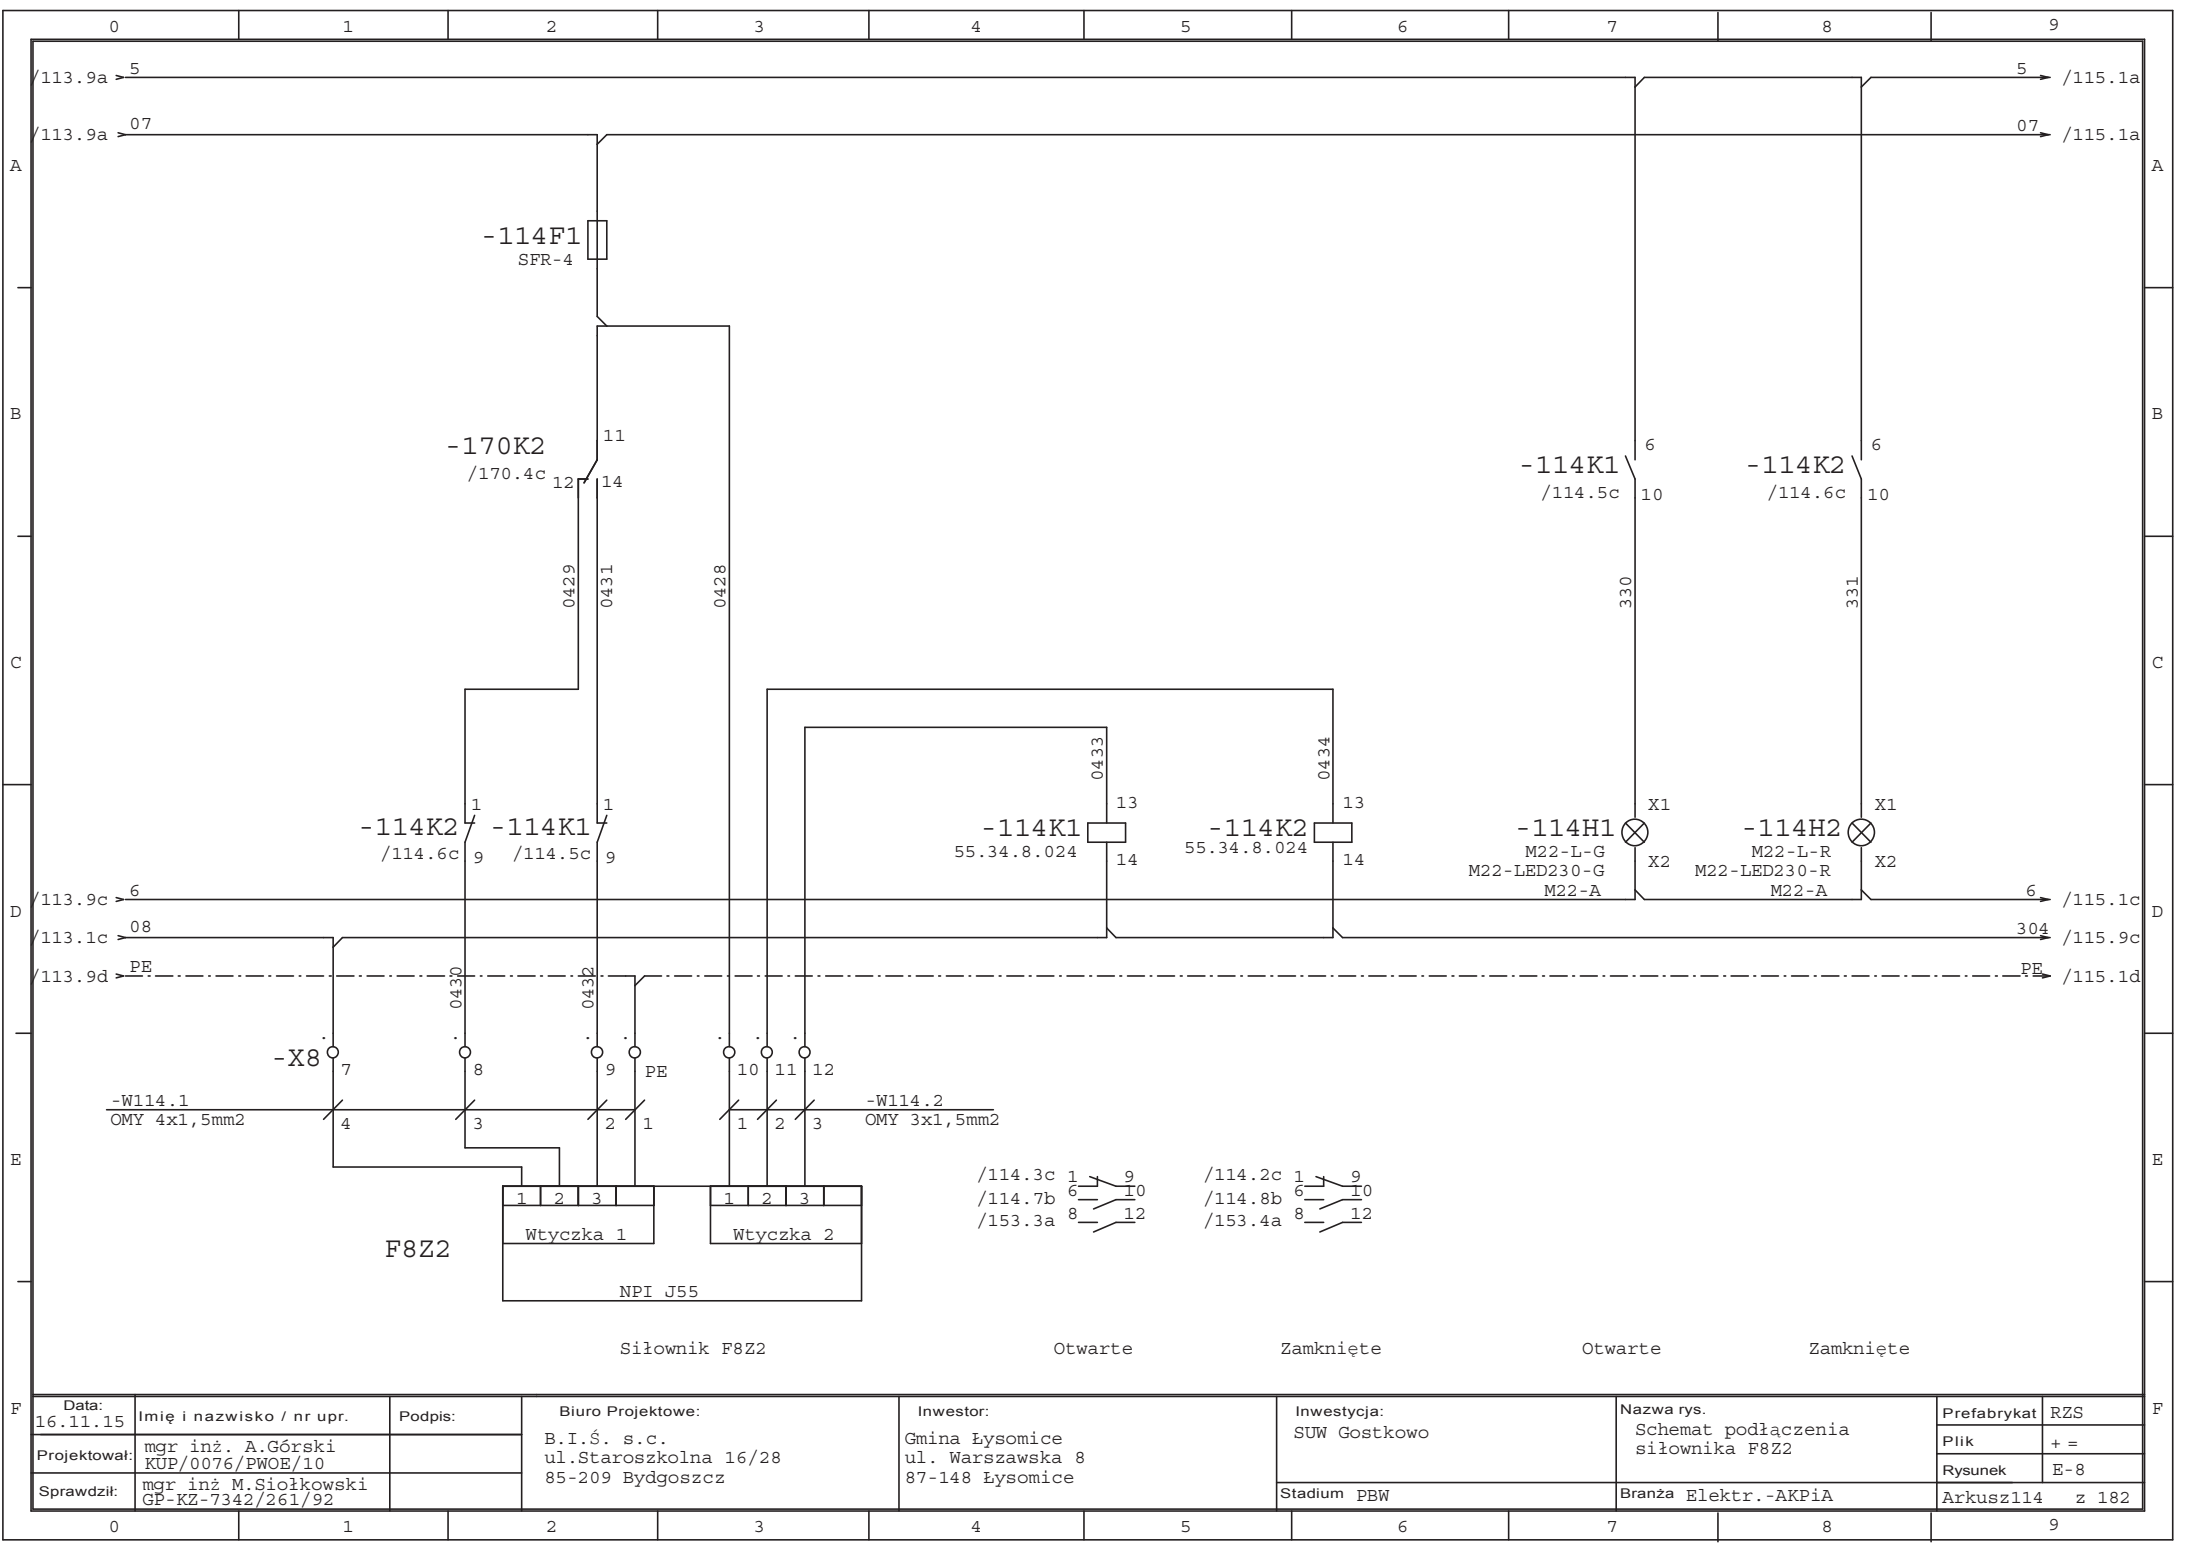 0 1 2 3 4 5 6 7 8 9
/113.9a 5 5 /115.1a
/113.9a 07 07 /115.1a
A A
-114F1
SFR-4
B B
-170K2 11
/170.4c 12 14
-114K1 6
/114.5c 10
-114K2 6
/114.6c 10
0429 0431 0428 330 331
C C
0433 0434
-114K2 1
/114.6c 9
-114K1 1
/114.5c 9
-114K1 13
55.34.8.024 14
-114K2 13
55.34.8.024 14
-114H1 X1
M22-L-G X2
M22-LED230-G
M22-A
-114H2 X1
M22-L-R X2
M22-LED230-R
M22-A
/113.9c 6 6 /115.1c
D D
/113.1c 08 304 /115.9c
/113.9d PE PE /115.1d
0430 0432
-X8 7 8 9 PE 10 11 12
-W114.1
OMY 4x1,5mm2
4 3 2 1 1 2 3
-W114.2
OMY 3x1,5mm2
E E
1 2 3 1 2 3
Wtyczka 1 Wtyczka 2
F8Z2
NPI J55
/114.3c 1 9
/114.7b 6 10
/153.3a 8 12
/114.2c 1 9
/114.8b 6 10
/153.4a 8 12
Siłownik F8Z2 Otwarte Zamknięte Otwarte Zamknięte
F F
Data:
16.11.15
Imię i nazwisko / nr upr.
Podpis:
Projektował:
mgr inż. A.Górski
KUP/0076/PWOE/10
Sprawdził:
mgr inż M.Siołkowski
GP-KZ-7342/261/92
Biuro Projektowe:
B.I.Ś. s.c.
ul.Staroszkolna 16/28
85-209 Bydgoszcz
Inwestor:
Gmina Łysomice
ul. Warszawska 8
87-148 Łysomice
Inwestycja:
SUW Gostkowo
Stadium PBW
Nazwa rys.
Schemat podłączenia
siłownika F8Z2
Branża Elektr.-AKPiA
Prefabrykat RZS
Plik + =
Rysunek E-8
Arkusz114 z 182
0 1 2 3 4 5 6 7 8 9